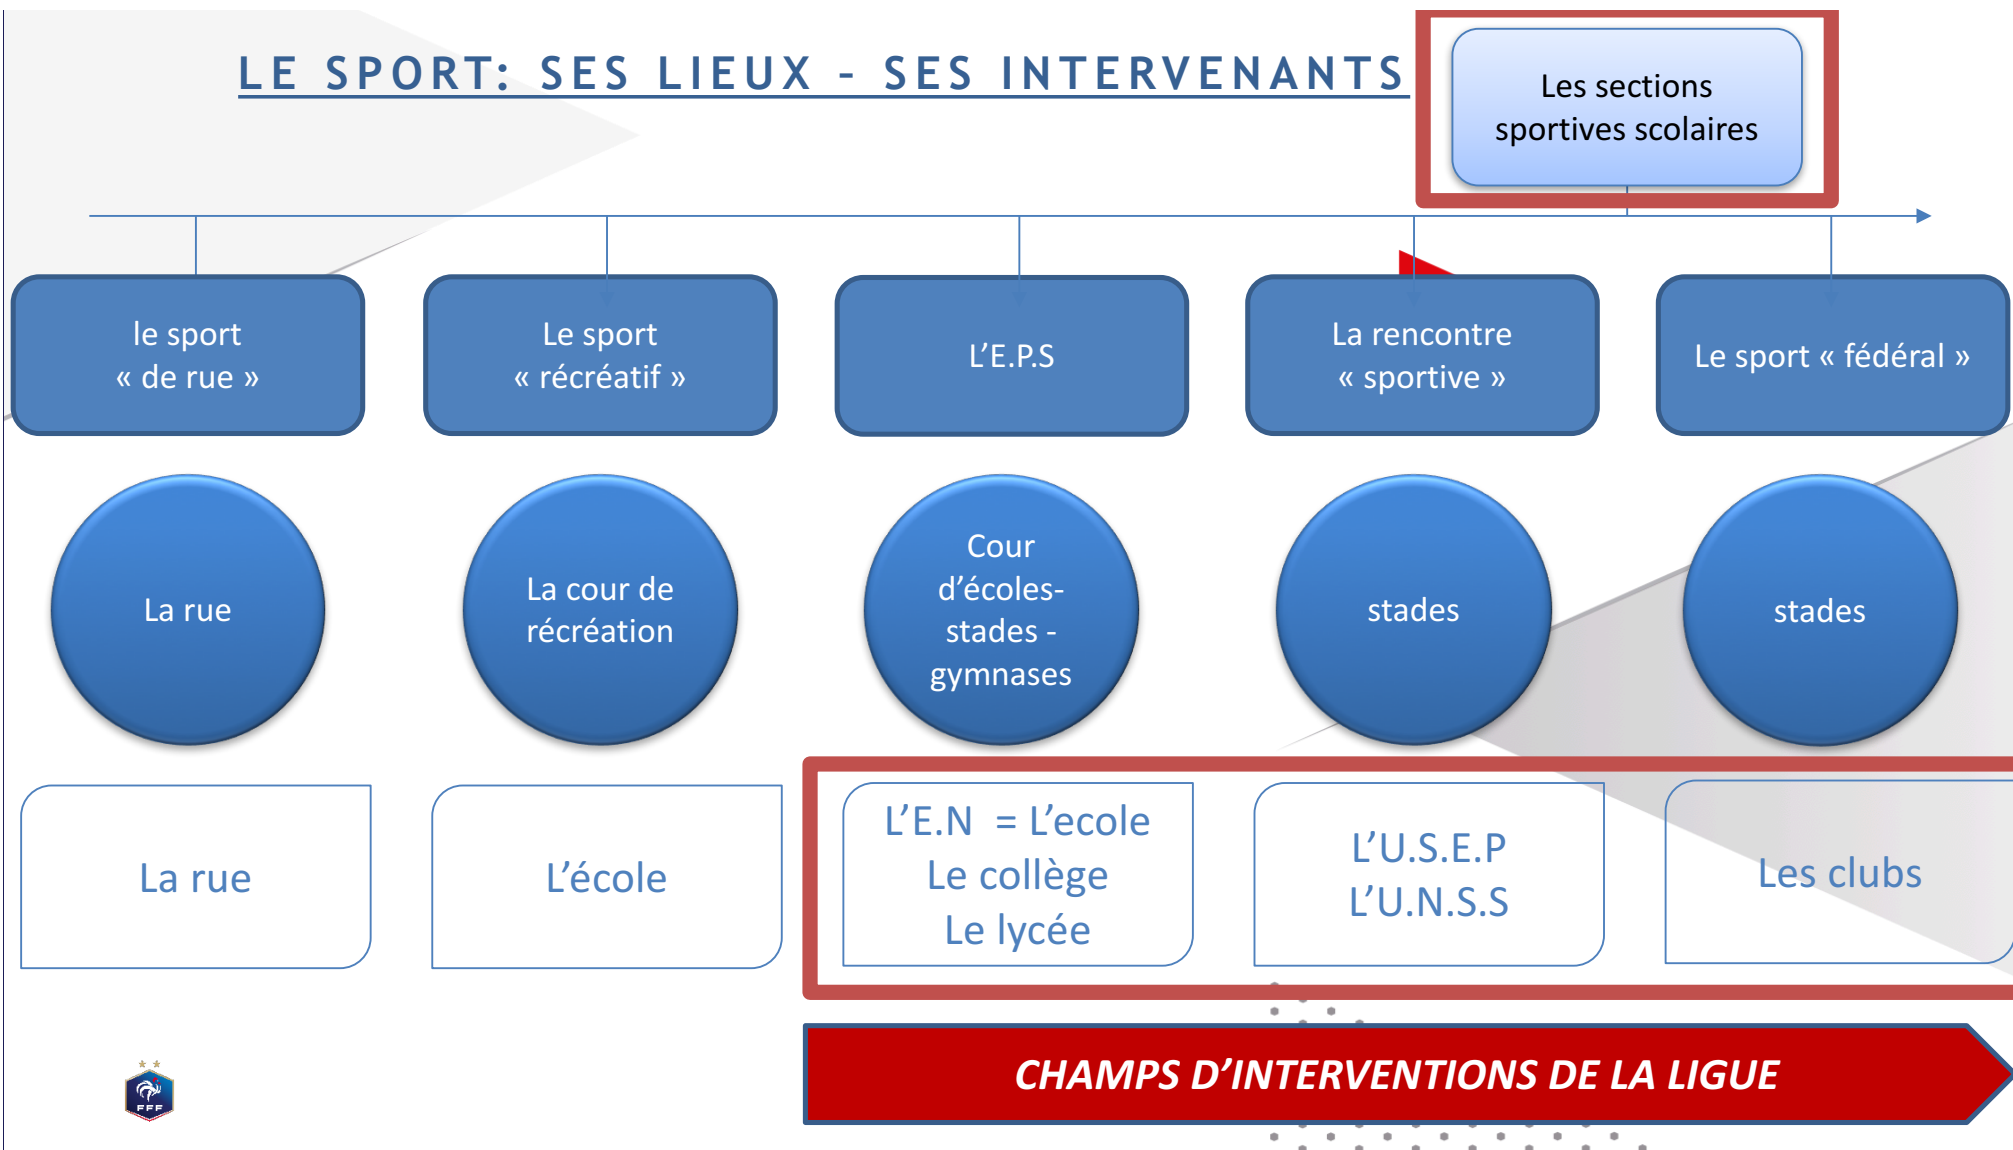 LE SPORT: SES LIEUX - SES INTERVENANTS
Les sections
sportives scolaires
le sport
« de rue »
Le sport
« récréatif »
L’E.P.S
La rencontre
« sportive »
Le sport « fédéral »
La rue
La cour de
récréation
Cour
d’écoles-
stades -
gymnases
stades
stades
La rue
L’école
L’E.N  = L’ecole
Le collège
Le lycée
L’U.S.E.P
L’U.N.S.S
Les clubs
CHAMPS D’INTERVENTIONS DE LA LIGUE
FFF